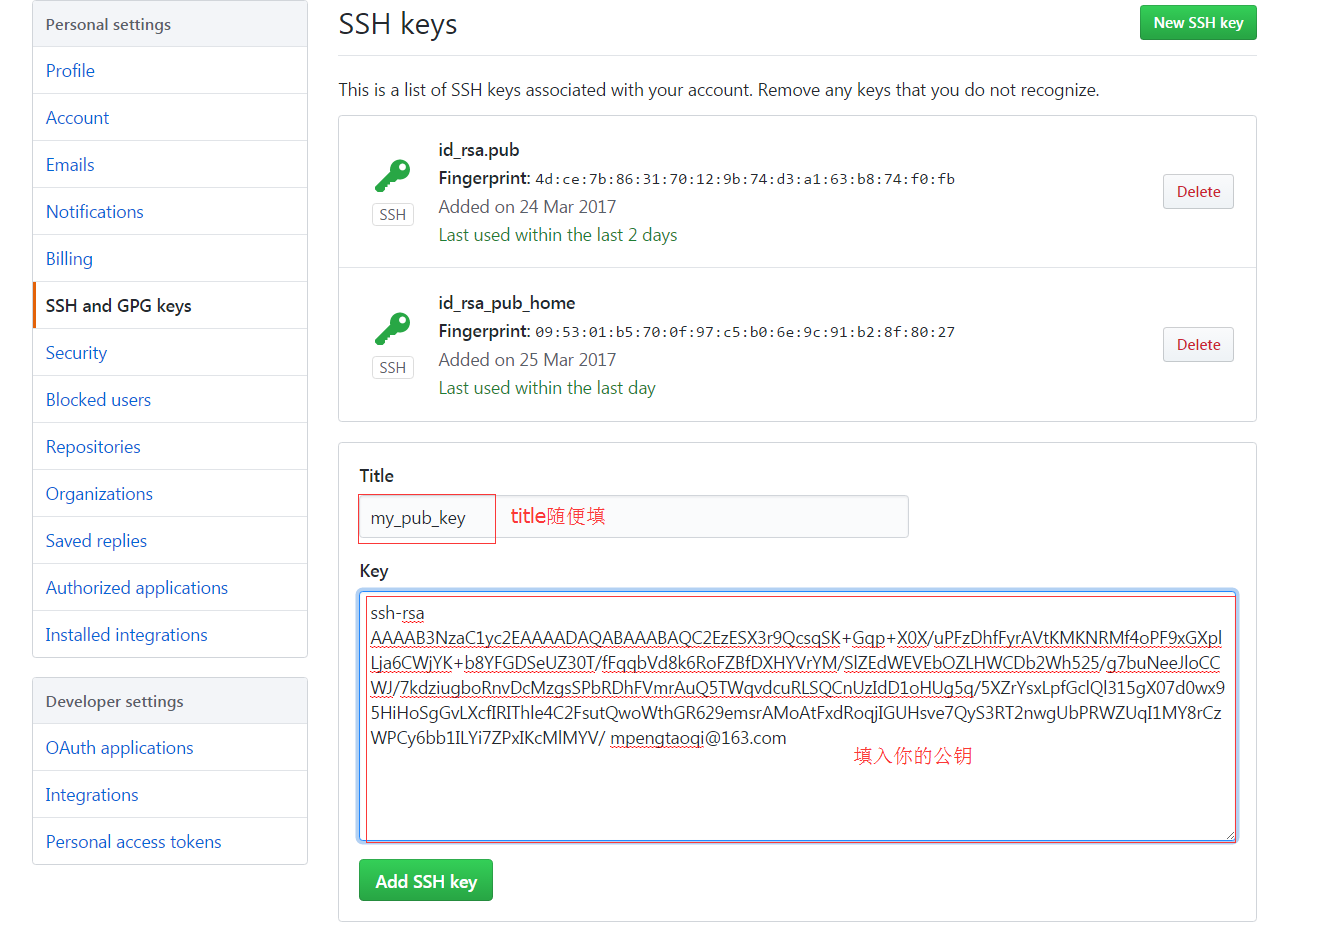 Personal settings
Profile
Account
Emails
Notifications
Billing
SSH and GPG keys
Security
Blocked users
Repositories
Organizations
Saved replies
Authorized applications
Installed integrations
Developer settings
OAuth applications
Integrations
Personal access tokens
SSH keys
New SSH key
This is a list of SSH keys associated with your account. Remove any keys that you do not recognize.
id_rsa.pub
Fingerprint: 4d:ce:7b:86:31:70:12:9b:74:d3:a1:63:b8:74:f0:fb
SSH
Added on 24 Mar 2017
Last used within the last 2 days
Delete
id_rsa_pub_home
Fingerprint: 09:53:01:b5:70:0f:97:c5:b0:6e:9c:91:b2:8f:80:27
SSH
Added on 25 Mar 2017
Last used within the last day
Delete
Title
my_pub_key title随便填
Key
ssh-rsa
AAAAB3NzaC1yc2EAAAADAQABAAABAQC2EzESX3r9QcsqSK+Gqp+X0X/uPFzDhfFyrAVtKMKNRMf4oPF9xGXpl
Lja6CWjYK+b8YFGDSeUZ30T/fFqqbVd8k6RoFZBfDXHYVrYM/SlZEdWEVEbOZLHWCDb2Wh525/g7buNeeJloCC
WJ/7kdziugboRnvDcMzgsSPbRDhFVmrAuQ5TWqvdcuRLSQCnUzIdD1oHUg5q/5XZrYsxLpfGclQl315gX07d0wx9
5HiHoSgGvLXcfIRIThle4C2FsutQwoWthGR629emsrAMoAtFxdRoqjIGUHsve7QyS3RT2nwgUbPRWZUqI1MY8rCz
WPCy6bb1ILYi7ZPxIKcMlMYV/ mpengtaoqi@163.com
填入你的公钥
Add SSH key